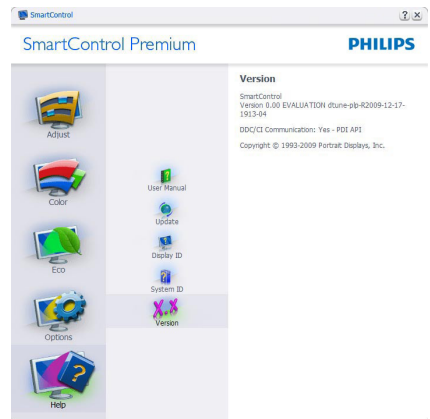 SmartControl
SmartControl Premium
PHILIPS
Adjust
Color
Eco
Options
Help
User Manual
Update
Display ID
System ID
X.X
Version
Version
SmartControl
Version 0.00 EVALUATION dtune-plp-R2009-12-17-
1913-04
DDC/CI Communication: Yes - PDI API
Copyright © 1993-2009 Portrait Displays, Inc.